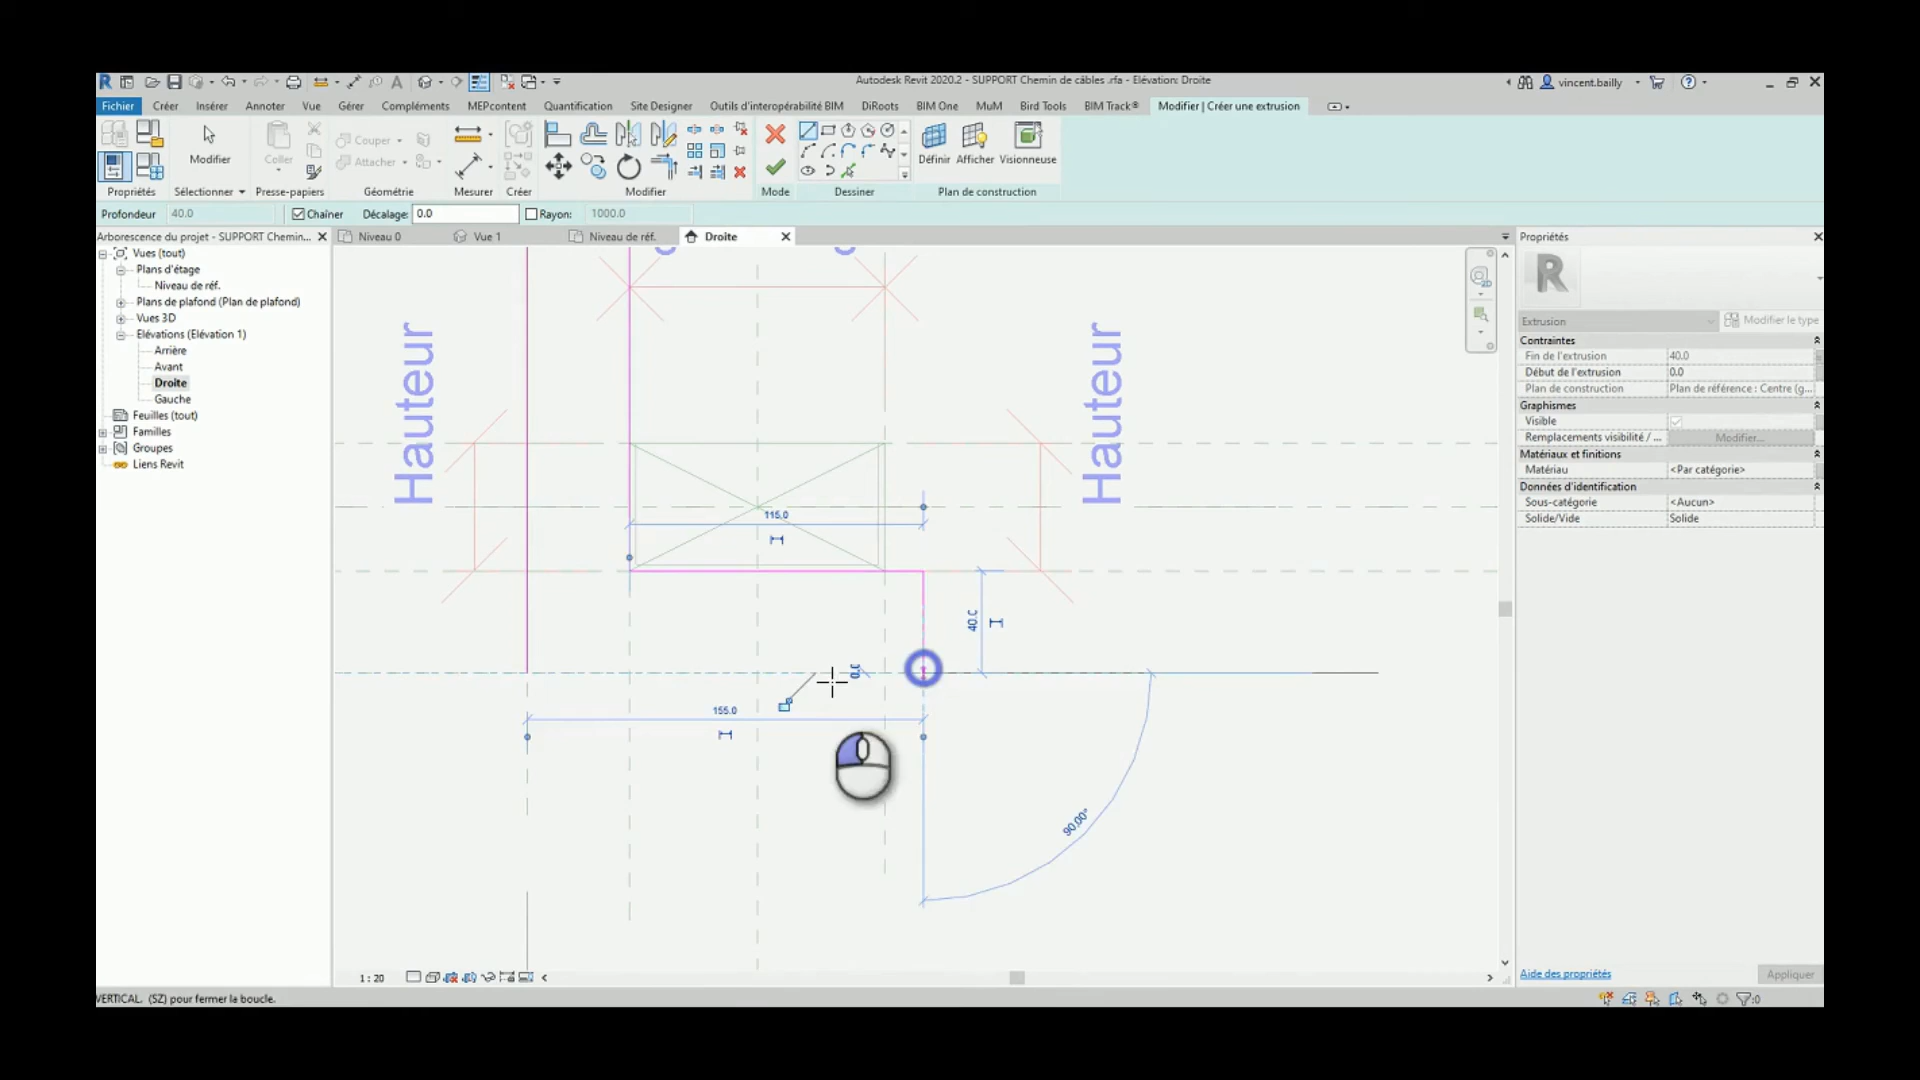 Autodesk Revit 2020.2 - SUPPORT Chemin de câbles .rfa - Elévation: Droite
vincent.bailly
Fichier Créer Insérer Annoter Vue Gérer Compléments MEPcontent Quantification Site Designer Outils d'interopérabilité BIM DiRoots BIM One MuM Bird Tools BIM Track® Modifier | Créer une extrusion
Modifier
Coller
Couper
Attacher
Définir Afficher Visionneuse
Propriétés Sélectionner Presse-papiers Géométrie Mesurer Créer Modifier Mode Dessiner Plan de construction
Profondeur 40.0 Chaîner Décalage: 0.0 Rayon: 1000.0
Arborescence du projet - SUPPORT Chemin...
Niveau 0 Vue 1 Niveau de réf. Droite
Vues (tout)
Plans d'étage
Niveau de réf.
Plans de plafond (Plan de plafond)
Vues 3D
Elévations (Elévation 1)
Arrière
Avant
Droite
Gauche
Feuilles (tout)
Familles
Groupes
Liens Revit
Hauteur
Hauteur
115.0
40.0
0.0
155.0
90,00°
Propriétés
Extrusion Modifier le type
Contraintes
Fin de l'extrusion 40.0
Début de l'extrusion 0.0
Plan de construction Plan de référence : Centre (g...
Graphismes
Visible
Remplacements visibilité / ... Modifier...
Matériaux et finitions
Matériau <Par catégorie>
Données d'identification
Sous-catégorie <Aucun>
Solide/Vide Solide
Aide des propriétés Appliquer
1 : 20
VERTICAL. (SZ) pour fermer la boucle.
:0